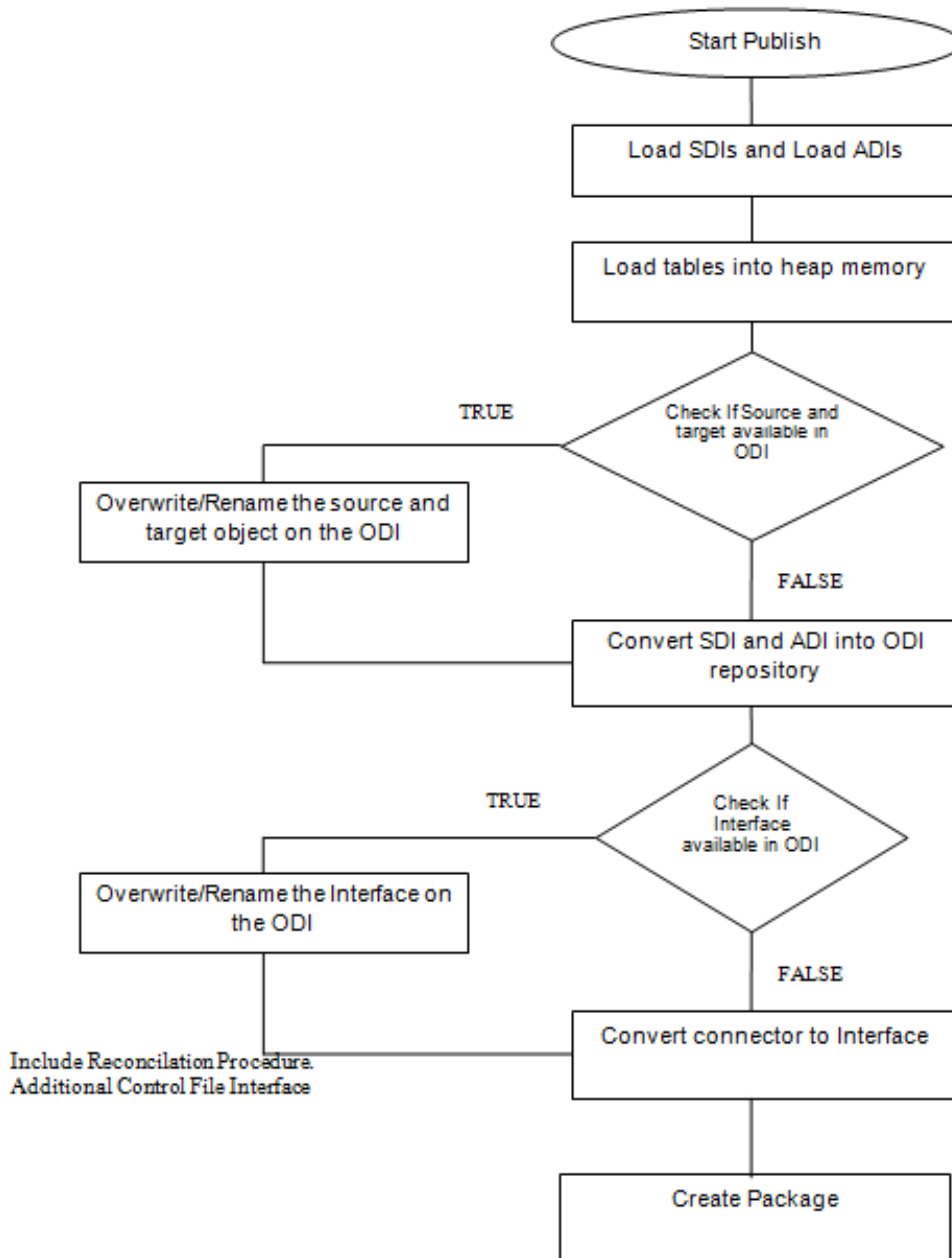 Start Publish
Load SDIs and Load ADIs
Load tables into heap memory
TRUE
Check If Source and
target available in
ODI
Overwrite/Rename the source and
target object on the ODI
FALSE
Convert SDI and ADI into ODI
repository
TRUE
Check If
Interface
available in ODI
Overwrite/Rename the Interface on
the ODI
FALSE
Convert connector to Interface
Include Reconcilation Procedure.
Additional Control File Interface
Create Package